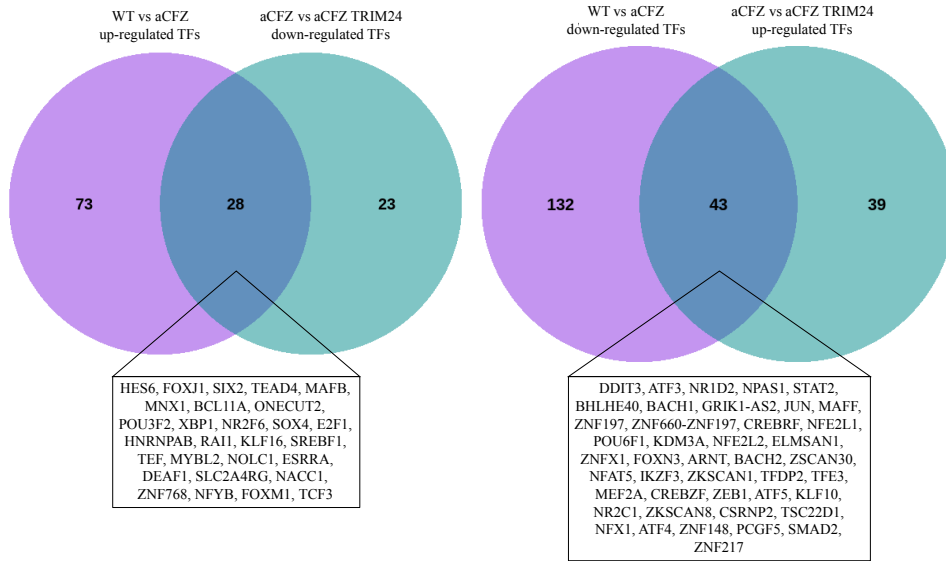 WT vs aCFZ
up-regulated TFs
aCFZ vs aCFZ TRIM24
down-regulated TFs
73
28
23
HES6, FOXJ1, SIX2, TEAD4, MAFB,
MNX1, BCL11A, ONECUT2,
POU3F2, XBP1, NR2F6, SOX4, E2F1,
HNRNPAB, RAI1, KLF16, SREBF1,
TEF, MYBL2, NOLC1, ESRRA,
DEAF1, SLC2A4RG, NACC1,
ZNF768, NFYB, FOXM1, TCF3
WT vs aCFZ
down-regulated TFs
aCFZ vs aCFZ TRIM24
up-regulated TFs
132
43
39
DDIT3, ATF3, NR1D2, NPAS1, STAT2,
BHLHE40, BACH1, GRIK1-AS2, JUN, MAFF,
ZNF197, ZNF660-ZNF197, CREBRF, NFE2L1,
POU6F1, KDM3A, NFE2L2, ELMSAN1,
ZNFX1, FOXN3, ARNT, BACH2, ZSCAN30,
NFAT5, IKZF3, ZKSCAN1, TFDP2, TFE3,
MEF2A, CREBZF, ZEB1, ATF5, KLF10,
NR2C1, ZKSCAN8, CSRNP2, TSC22D1,
NFX1, ATF4, ZNF148, PCGF5, SMAD2,
ZNF217